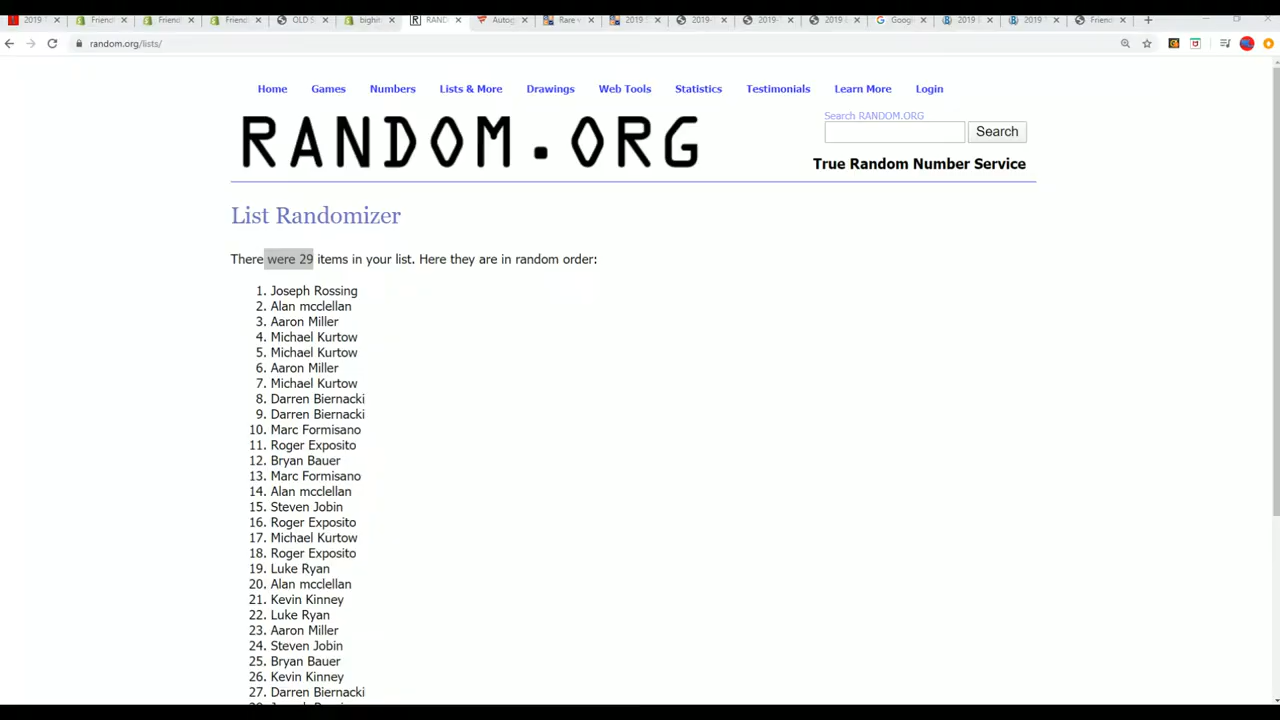 2019 T
Friend
Friend
Friend
OLD S
bighit
RAND
Autog
Rare v
2019 S
2019-
2019-
2019
Googl
2019 
2019
Friend
random.org/lists/
Home Games Numbers Lists & More Drawings Web Tools Statistics Testimonials Learn More Login
Search RANDOM.ORG
RANDOM.ORG
Search
True Random Number Service
List Randomizer
There were 29 items in your list. Here they are in random order:
1. Joseph Rossing
2. Alan mcclellan
3. Aaron Miller
4. Michael Kurtow
5. Michael Kurtow
6. Aaron Miller
7. Michael Kurtow
8. Darren Biernacki
9. Darren Biernacki
10. Marc Formisano
11. Roger Exposito
12. Bryan Bauer
13. Marc Formisano
14. Alan mcclellan
15. Steven Jobin
16. Roger Exposito
17. Michael Kurtow
18. Roger Exposito
19. Luke Ryan
20. Alan mcclellan
21. Kevin Kinney
22. Luke Ryan
23. Aaron Miller
24. Steven Jobin
25. Bryan Bauer
26. Kevin Kinney
27. Darren Biernacki